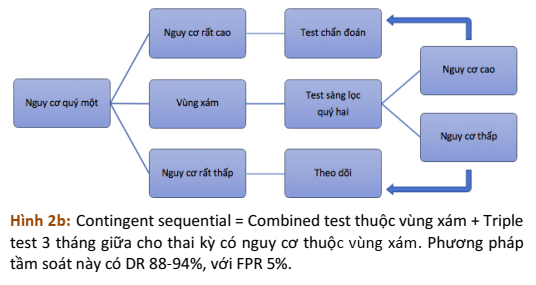 Nguy cơ rất cao
Test chẩn đoán
Nguy cơ cao
Nguy cơ quý một
Vùng xám
Test sàng lọc
quý hai
Nguy cơ thấp
Nguy cơ rất thấp
Theo dõi
Hình 2b: Contingent sequential = Combined test thuộc vùng xám + Triple
test 3 tháng giữa cho thai kỳ có nguy cơ thuộc vùng xám. Phương pháp
tầm soát này có DR 88-94%, với FPR 5%.